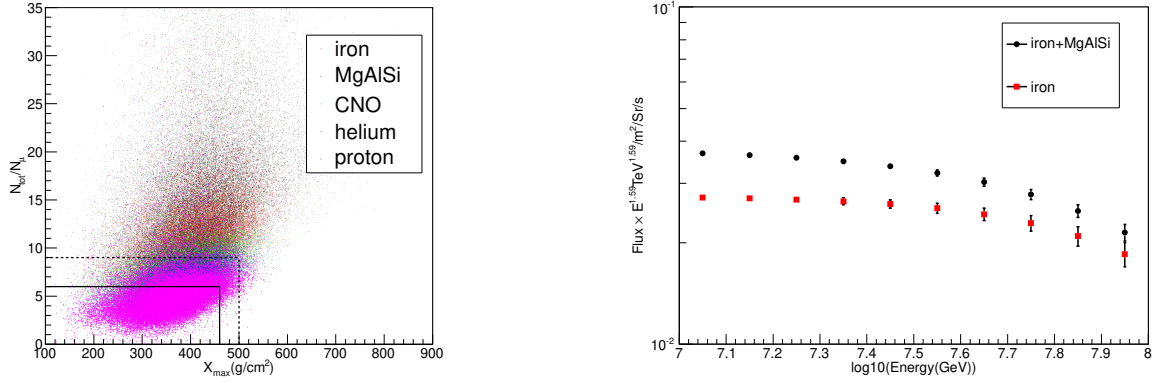 35
30
25
20
15
10
5
0
N_tot/N_μ
iron
MgAlSi
CNO
helium
proton
100 200 300 400 500 600 700 800 900
X_max(g/cm²)
10⁻¹
10⁻²
Flux × E^1.59 TeV^1.59/m²/Sr/s
iron+MgAlSi
iron
7 7.1 7.2 7.3 7.4 7.5 7.6 7.7 7.8 7.9 8
log10(Energy(GeV))